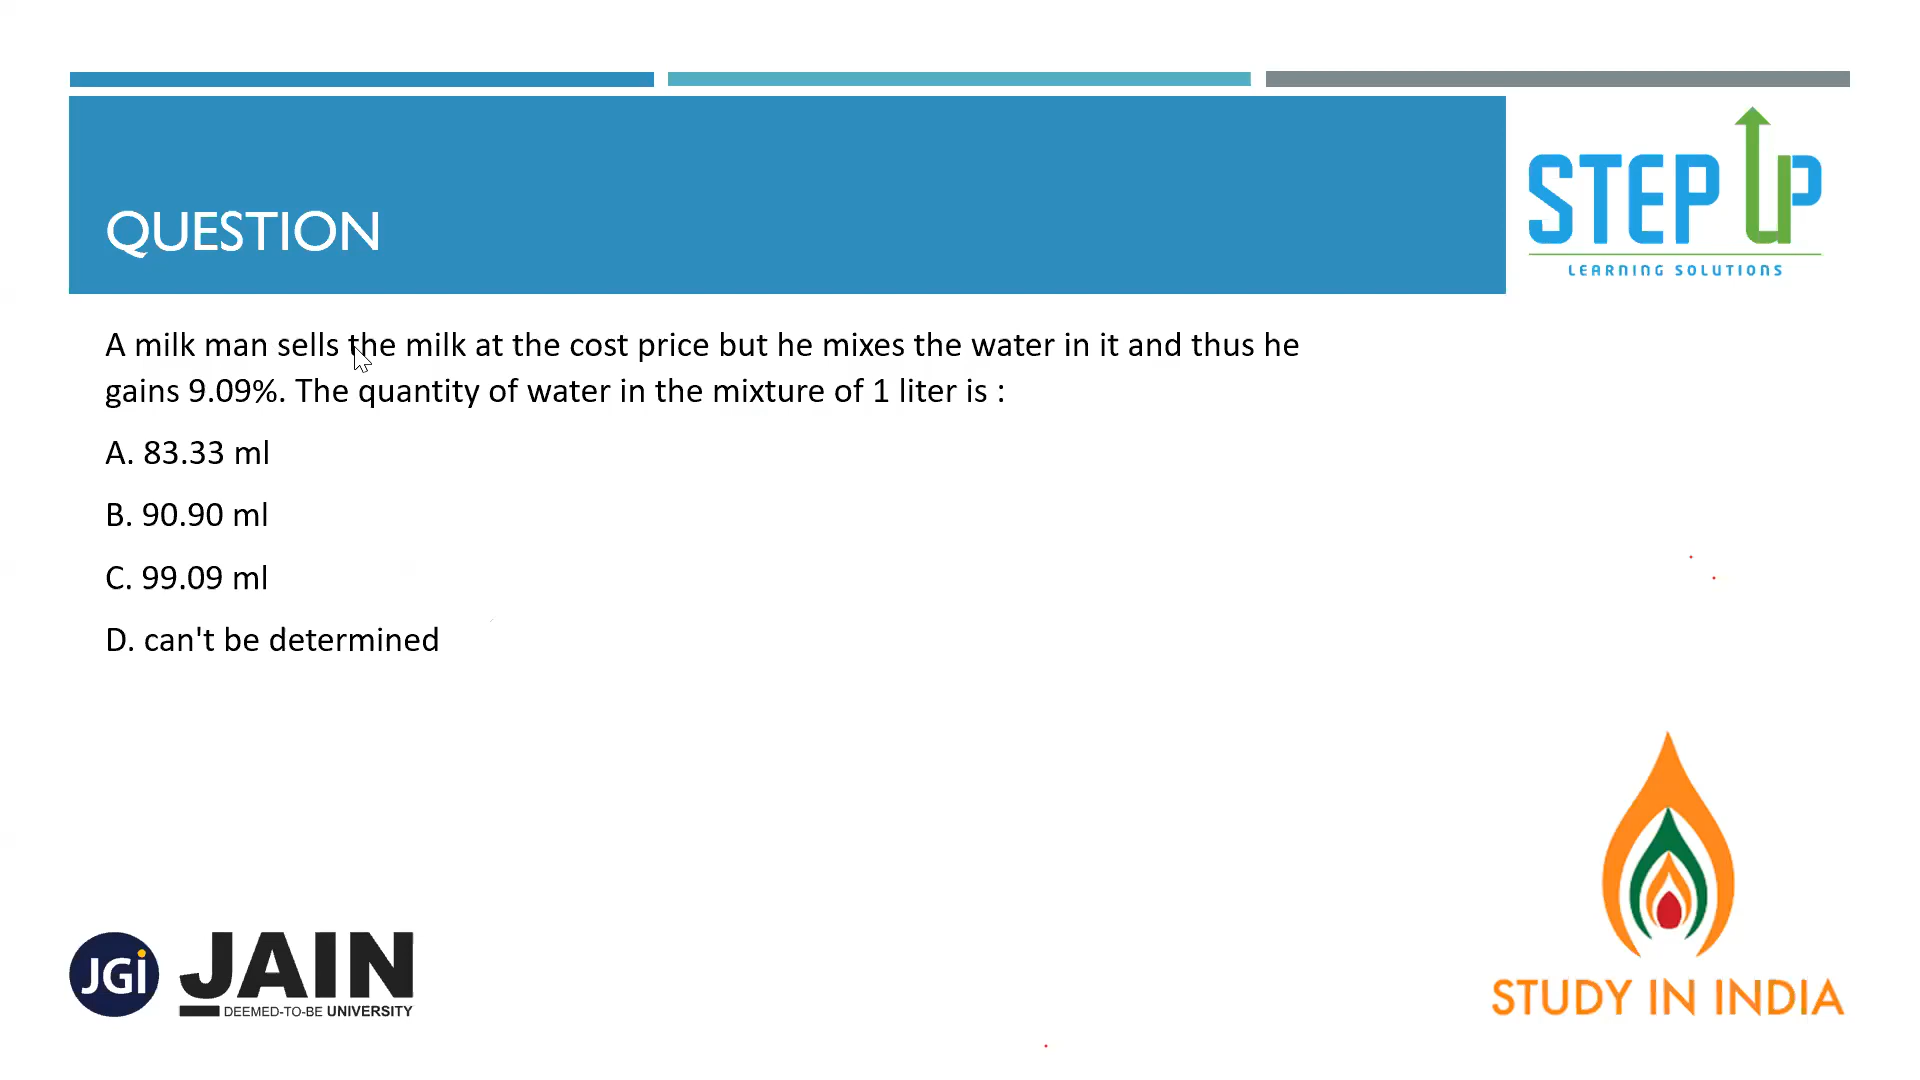 STEP UP
LEARNING SOLUTIONS
QUESTION
A milk man sells the milk at the cost price but he mixes the water in it and thus he
gains 9.09%. The quantity of water in the mixture of 1 liter is :
A. 83.33 ml
B. 90.90 ml
C. 99.09 ml
D. can't be determined
JGi JAIN
DEEMED-TO-BE UNIVERSITY
STUDY IN INDIA